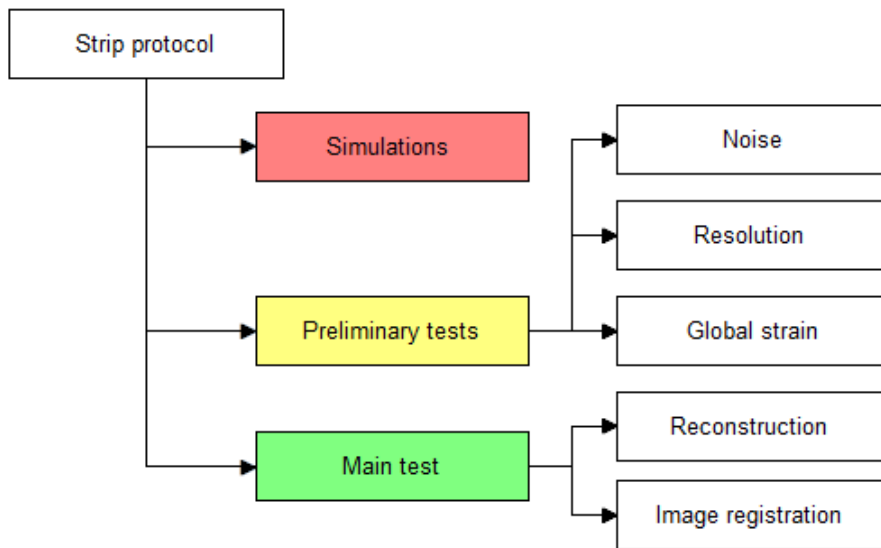 Strip protocol
Simulations
Noise
Resolution
Preliminary tests
Global strain
Reconstruction
Main test
Image registration